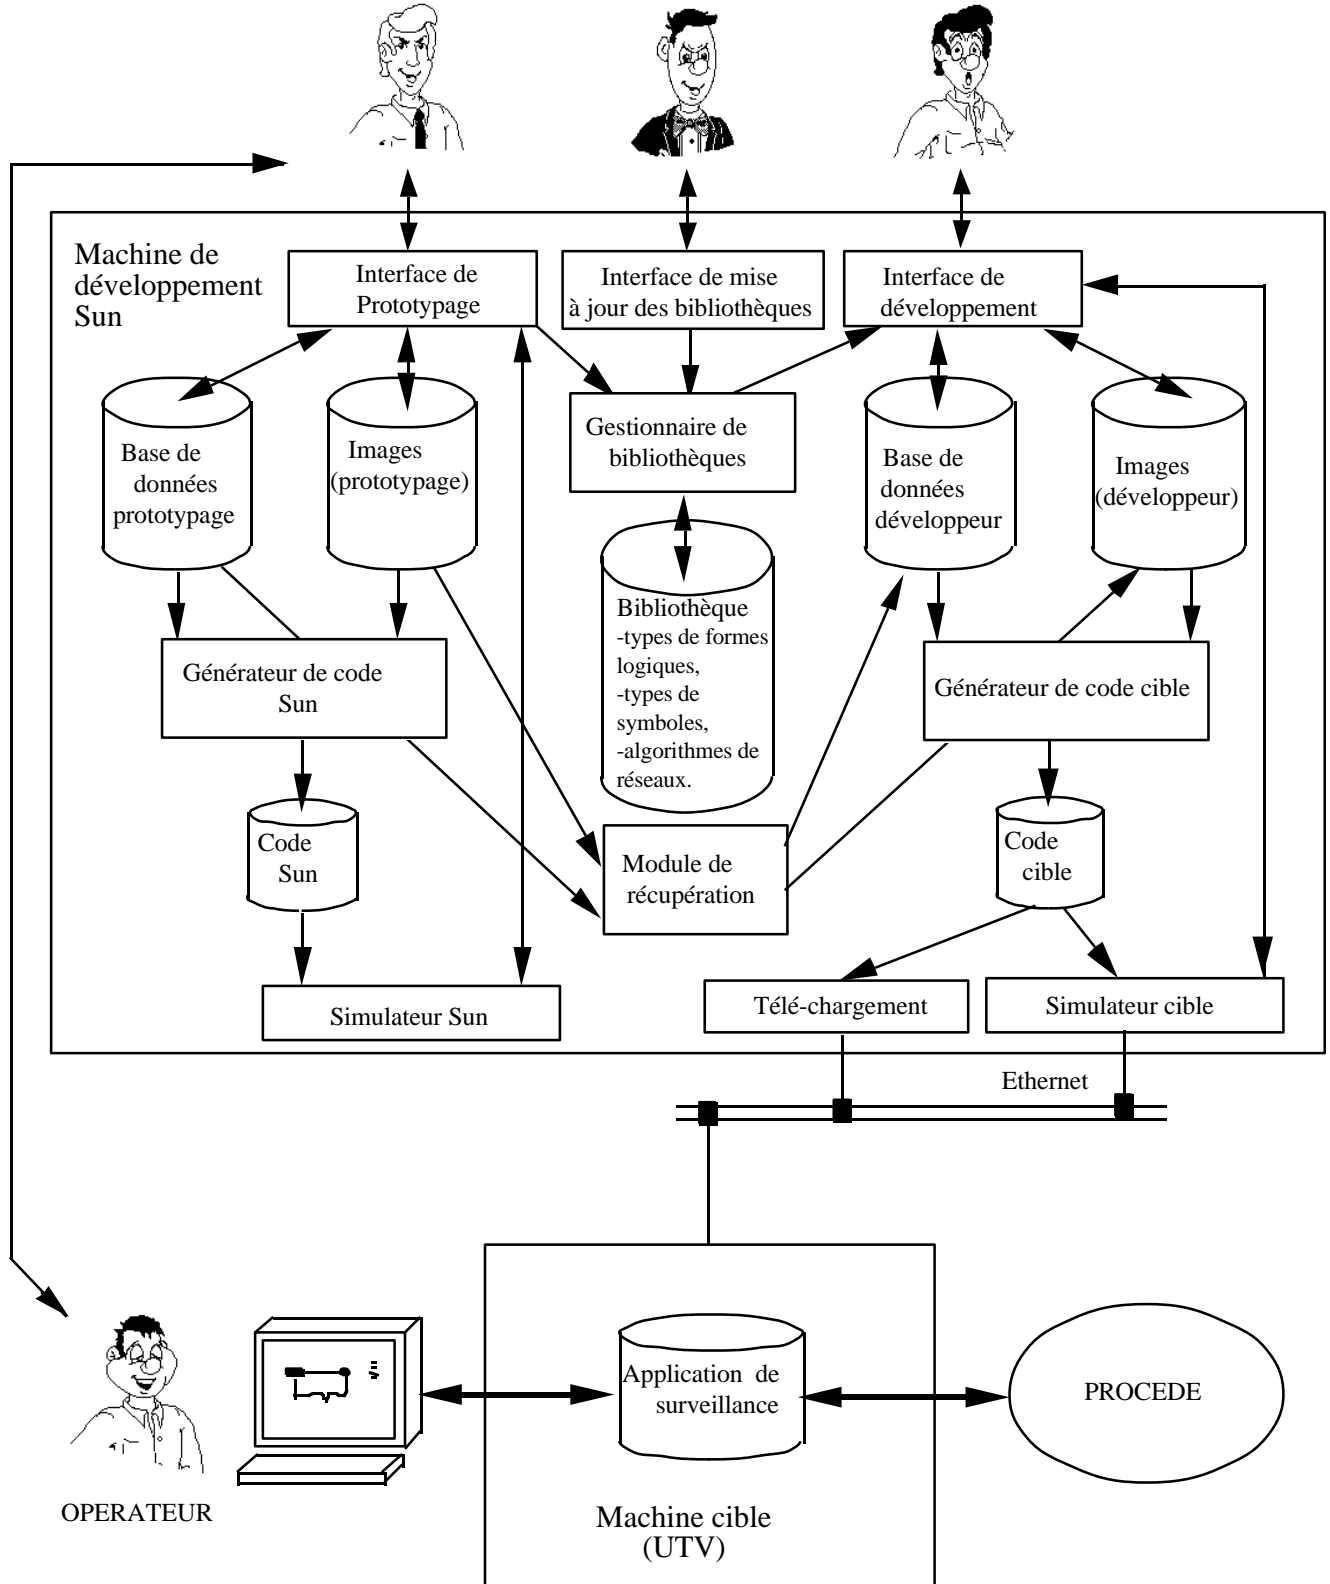 Machine de
développement
Sun
Interface de
Prototypage
Interface de mise
à jour des bibliothèques
Interface de
développement
Base de
données
prototypage
Images
(prototypage)
Gestionnaire de
bibliothèques
Base de
données
développeur
Images
(développeur)
Bibliothèque
-types de formes
logiques,
-types de
symboles,
-algorithmes de
réseaux.
Générateur de code
Sun
Générateur de code cible
Code
Sun
Module de
récupération
Code
cible
Simulateur Sun
Télé-chargement
Simulateur cible
Ethernet
Application de
surveillance
PROCEDE
OPERATEUR
Machine cible
(UTV)